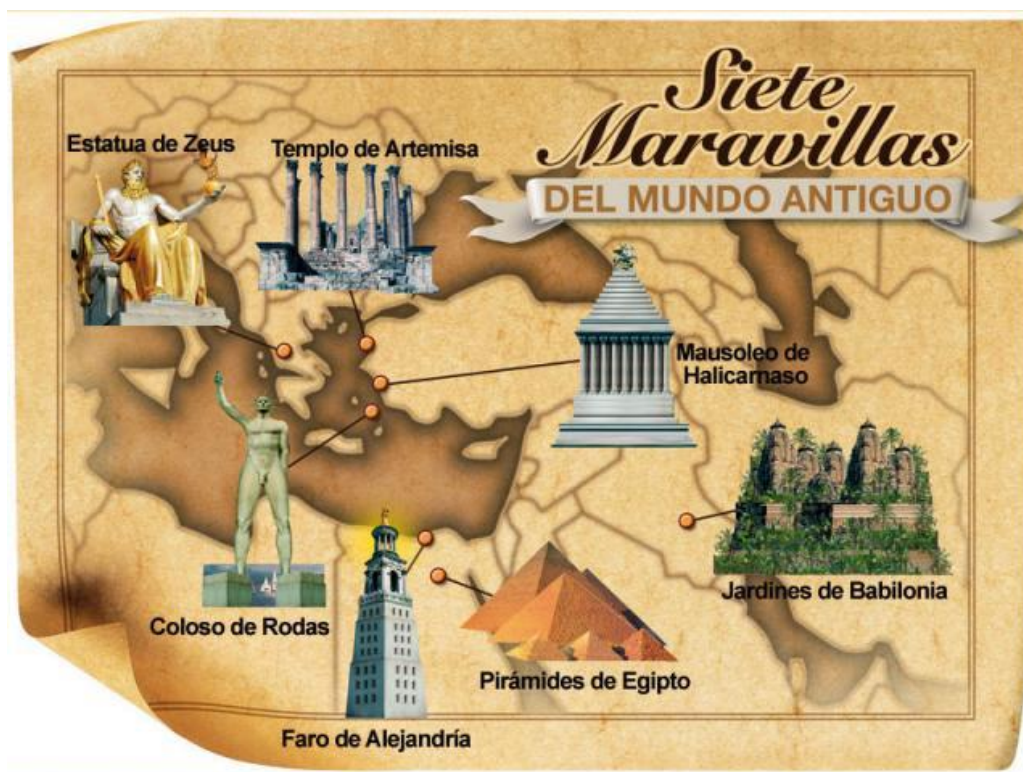 Siete
Maravillas
DEL MUNDO ANTIGUO
Estatua de Zeus
Templo de Artemisa
Mausoleo de
Halicarnaso
Jardines de Babilonia
Coloso de Rodas
Pirámides de Egipto
Faro de Alejandría